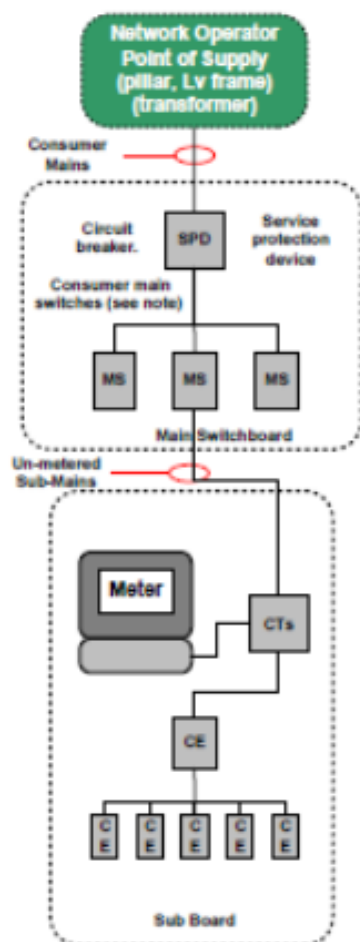 Network Operator
Point of Supply
(pillar, Lv frame)
(transformer)
Consumer
Mains
Circuit
breaker.
SPD
Service
protection
device
Consumer main
switches (see note)
MS
MS
MS
Main Switchboard
Un-metered
Sub-Mains
Meter
CTs
CE
C
E
C
E
C
E
C
E
C
E
Sub Board